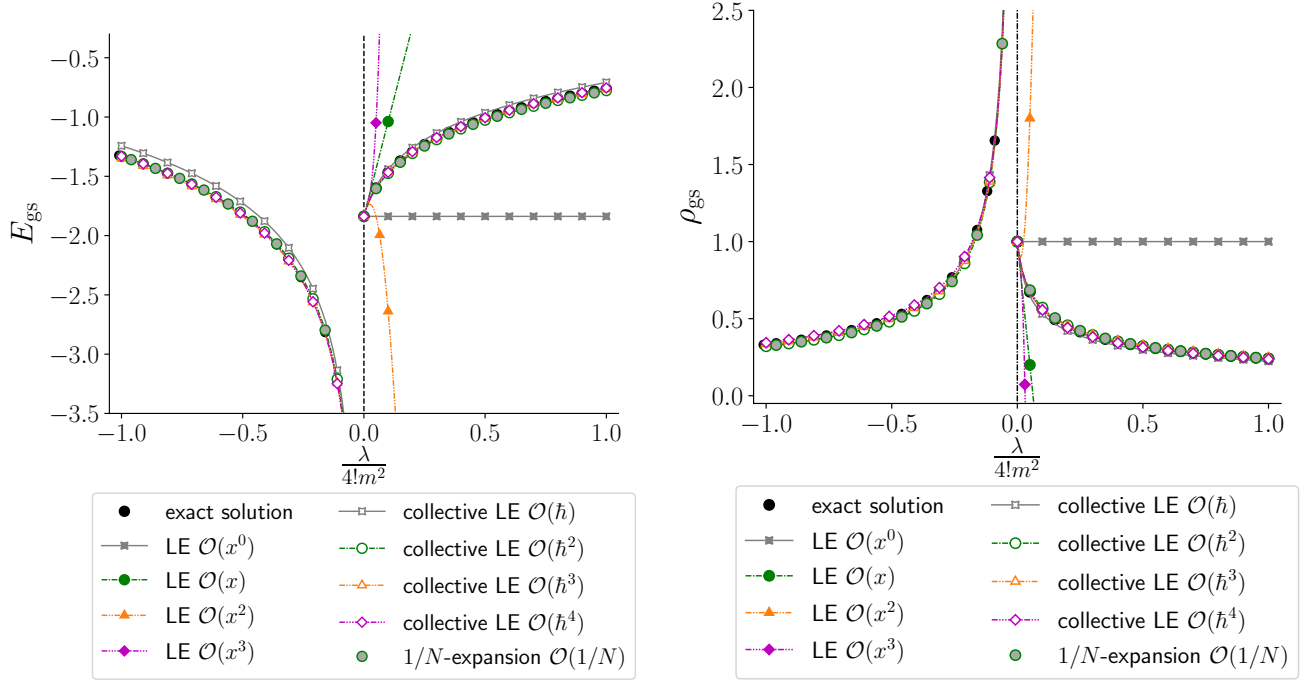 −0.5
−1.0
−1.5
−2.0
−2.5
−3.0
−3.5
E_gs
−1.0 −0.5 0.0 0.5 1.0
λ
4!m²
exact solution
LE 𝒪(x⁰)
LE 𝒪(x)
LE 𝒪(x²)
LE 𝒪(x³)
collective LE 𝒪(ħ)
collective LE 𝒪(ħ²)
collective LE 𝒪(ħ³)
collective LE 𝒪(ħ⁴)
1/N-expansion 𝒪(1/N)
2.5
2.0
1.5
1.0
0.5
0.0
ρ_gs
−1.0 −0.5 0.0 0.5 1.0
λ
4!m²
exact solution
LE 𝒪(x⁰)
LE 𝒪(x)
LE 𝒪(x²)
LE 𝒪(x³)
collective LE 𝒪(ħ)
collective LE 𝒪(ħ²)
collective LE 𝒪(ħ³)
collective LE 𝒪(ħ⁴)
1/N-expansion 𝒪(1/N)